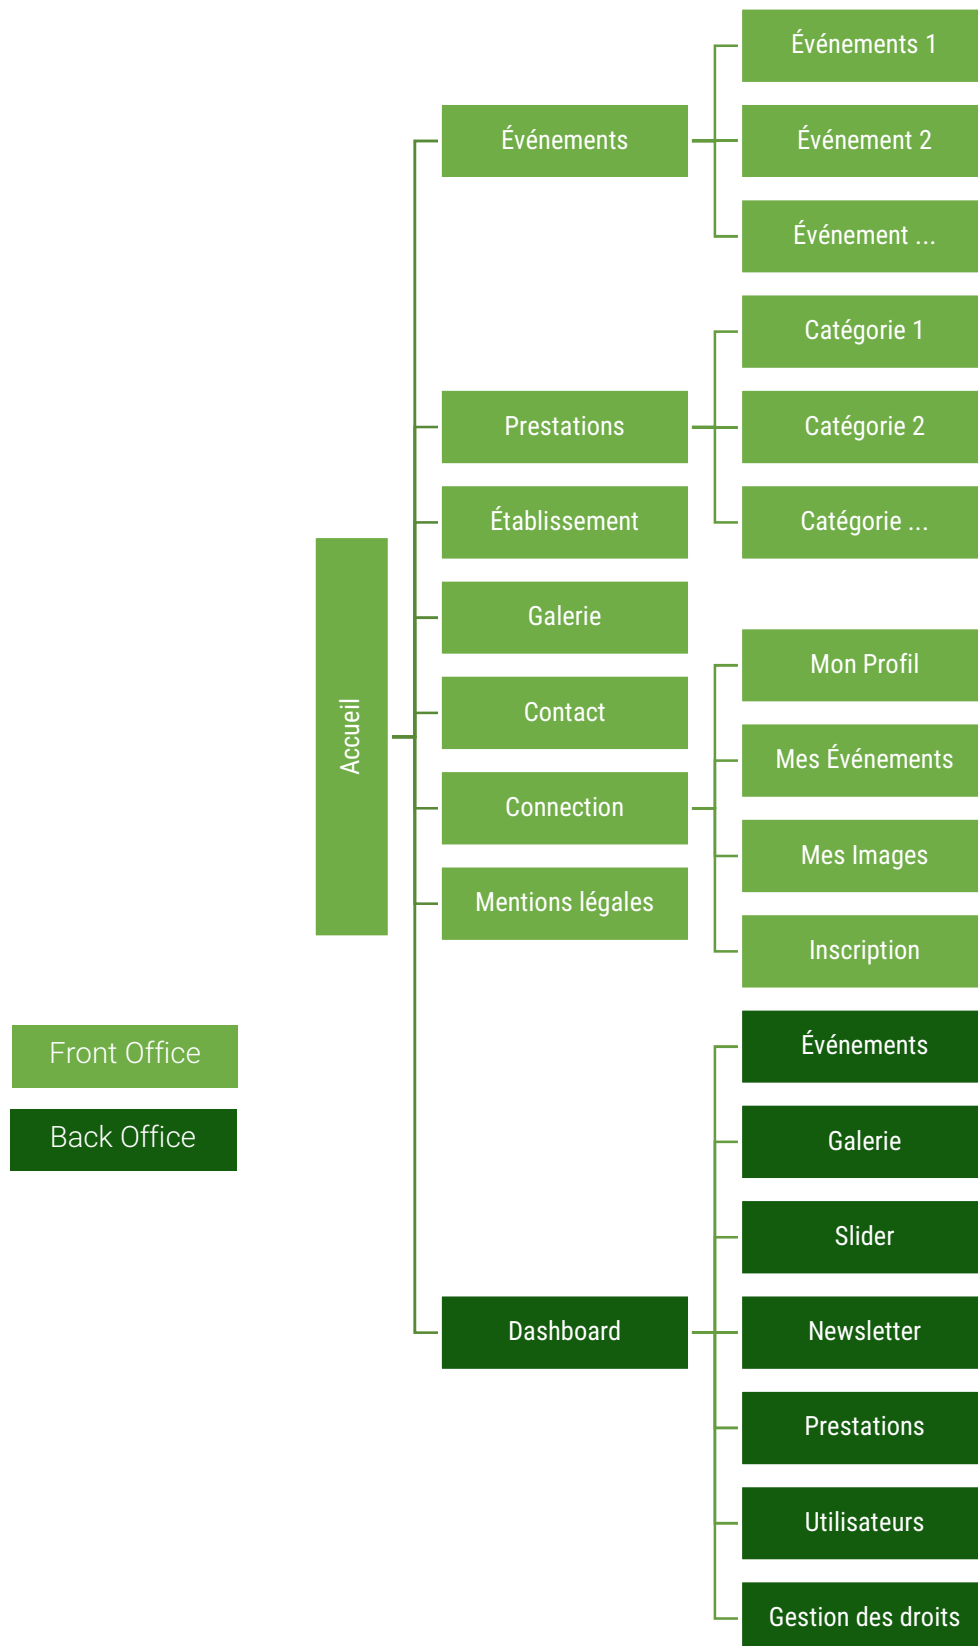 Événements 1
Événements
Événement 2
Événement ...
Catégorie 1
Prestations
Catégorie 2
Établissement
Catégorie ...
Galerie
Mon Profil
Contact
Accueil
Mes Événements
Connection
Mes Images
Mentions légales
Inscription
Front Office
Événements
Back Office
Galerie
Slider
Dashboard
Newsletter
Prestations
Utilisateurs
Gestion des droits